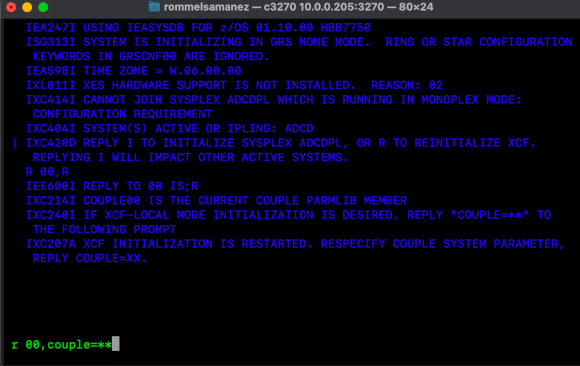 rommelsamanez — c3270 10.0.0.205:3270 — 80×24
IEA247I USING IEASYSDB FOR z/OS 01.10.00 HBB7750
ISG313I SYSTEM IS INITIALIZING IN GRS NONE MODE.  RING OR STAR CONFIGURATION
KEYWORDS IN GRSCNF00 ARE IGNORED.
IEA598I TIME ZONE = W.06.00.00
IXL011I XES HARDWARE SUPPORT IS NOT INSTALLED.  REASON: 02
IXC414I CANNOT JOIN SYSPLEX ADCDPL WHICH IS RUNNING IN MONOPLEX MODE:
CONFIGURATION REQUIREMENT
IXC404I SYSTEM(S) ACTIVE OR IPLING: ADCD
| IXC420D REPLY I TO INITIALIZE SYSPLEX ADCDPL, OR R TO REINITIALIZE XCF.
REPLYING I WILL IMPACT OTHER ACTIVE SYSTEMS.
R 00,R
IEE600I REPLY TO 00 IS;R
IXC214I COUPLE00 IS THE CURRENT COUPLE PARMLIB MEMBER
IXC240I IF XCF-LOCAL MODE INITIALIZATION IS DESIRED, REPLY "COUPLE=**" TO
THE FOLLOWING PROMPT
IXC207A XCF INITIALIZATION IS RESTARTED. RESPECIFY COUPLE SYSTEM PARAMETER,
REPLY COUPLE=XX.
r 00,couple=**